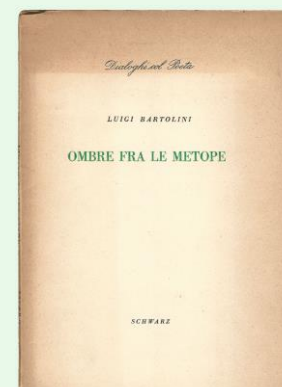 Dialoghi col Poeta
LUIGI BARTOLINI
OMBRE FRA LE METOPE
SCHWARZ